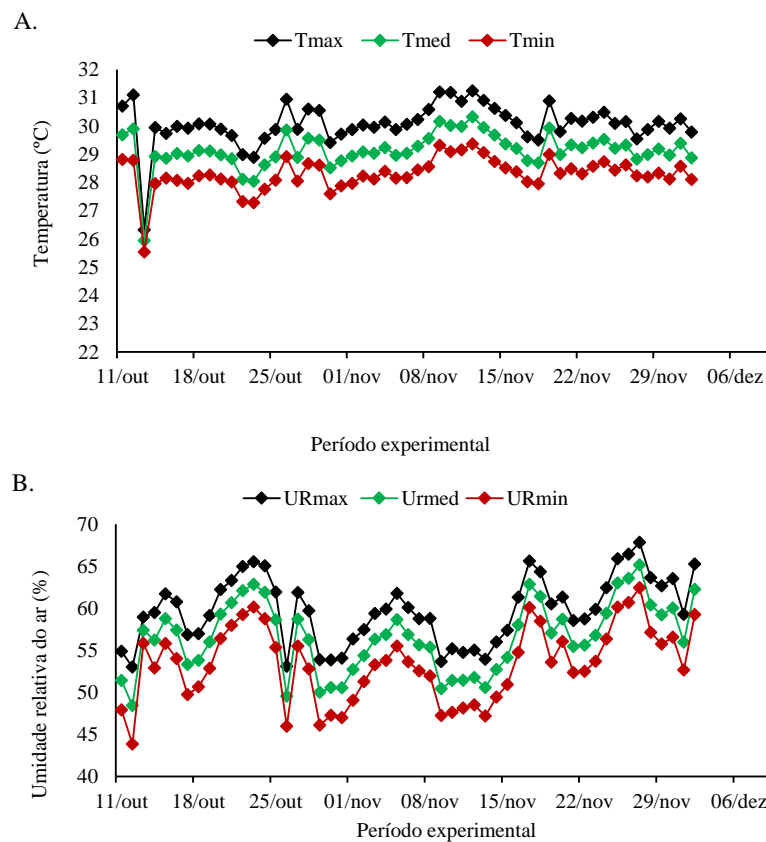 A.
Tmax Tmed Tmin
Temperatura (ºC)
32
31
30
29
28
27
26
25
24
23
22
11/out 18/out 25/out 01/nov 08/nov 15/nov 22/nov 29/nov 06/dez
Período experimental
B.
URmax Urmed URmin
Umidade relativa do ar (%)
70
65
60
55
50
45
40
11/out 18/out 25/out 01/nov 08/nov 15/nov 22/nov 29/nov 06/dez
Período experimental